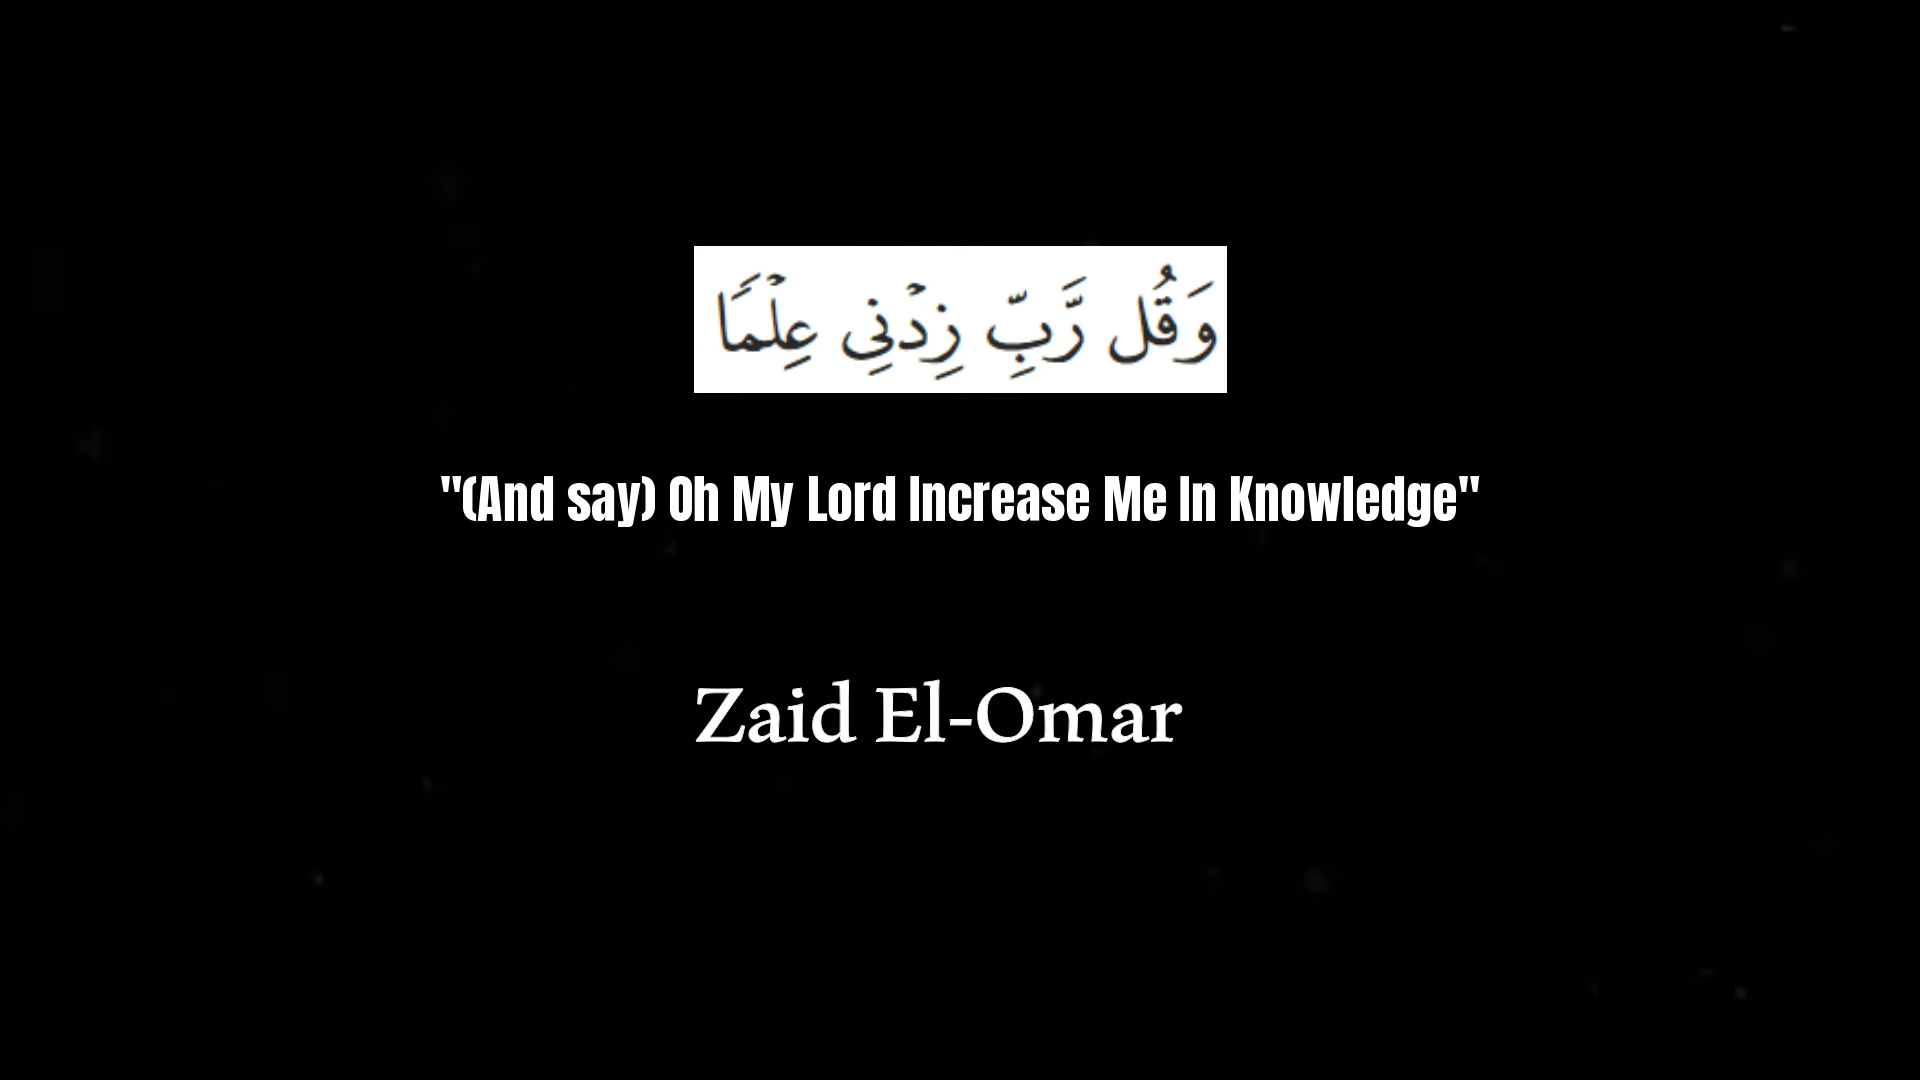 وَقُل رَّبِّ زِدۡنِي عِلۡمٗا
"(And say) Oh My Lord Increase Me In Knowledge"
Zaid El-Omar